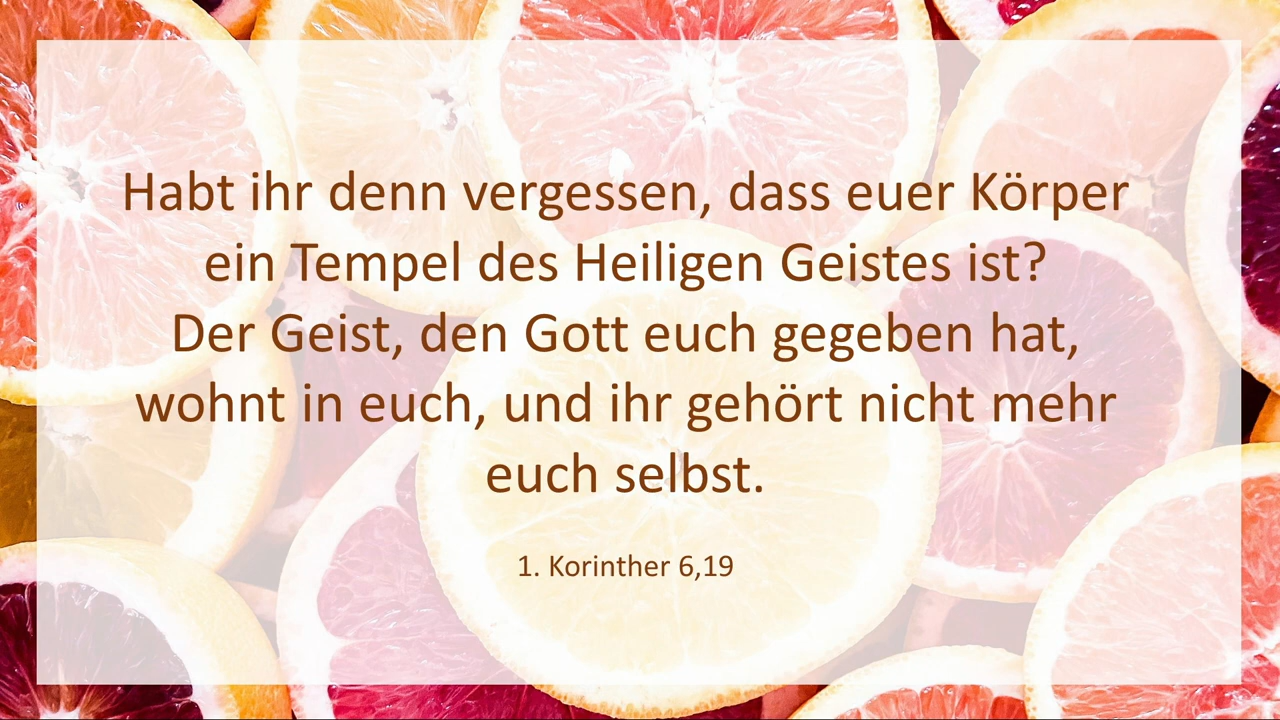 Habt ihr denn vergessen, dass euer Körper
ein Tempel des Heiligen Geistes ist?
Der Geist, den Gott euch gegeben hat,
wohnt in euch, und ihr gehört nicht mehr
euch selbst.
1. Korinther 6,19